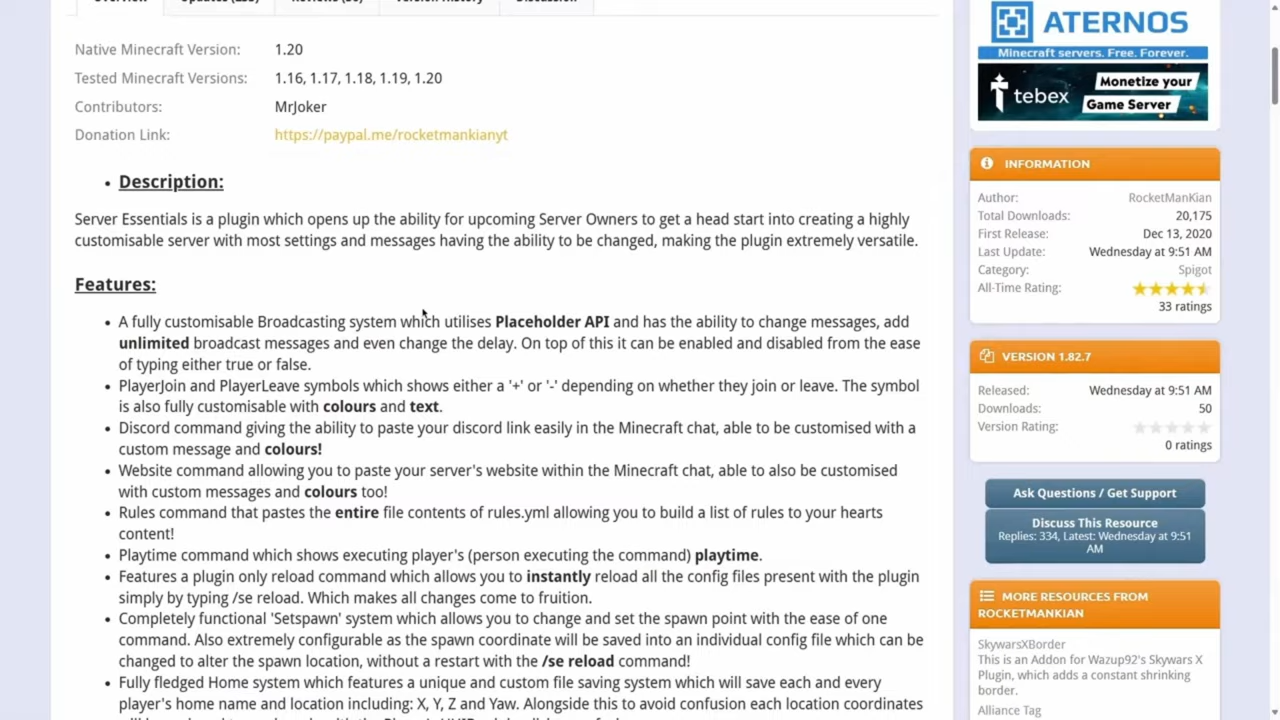 Overview
Updates (225)
Version History
Discussion
Native Minecraft Version: 1.20
Tested Minecraft Versions: 1.16, 1.17, 1.18, 1.19, 1.20
Contributors: MrJoker
Donation Link: https://paypal.me/rocketmankianyt
• Description:
Server Essentials is a plugin which opens up the ability for upcoming Server Owners to get a head start into creating a highly
customisable server with most settings and messages having the ability to be changed, making the plugin extremely versatile.
Features:
• A fully customisable Broadcasting system which utilises Placeholder API and has the ability to change messages, add
unlimited broadcast messages and even change the delay. On top of this it can be enabled and disabled from the ease
of typing either true or false.
• PlayerJoin and PlayerLeave symbols which shows either a '+' or '-' depending on whether they join or leave. The symbol
is also fully customisable with colours and text.
• Discord command giving the ability to paste your discord link easily in the Minecraft chat, able to be customised with a
custom message and colours!
• Website command allowing you to paste your server's website within the Minecraft chat, able to also be customised
with custom messages and colours too!
• Rules command that pastes the entire file contents of rules.yml allowing you to build a list of rules to your hearts
content!
• Playtime command which shows executing player's (person executing the command) playtime.
• Features a plugin only reload command which allows you to instantly reload all the config files present with the plugin
simply by typing /se reload. Which makes all changes come to fruition.
• Completely functional 'Setspawn' system which allows you to change and set the spawn point with the ease of one
command. Also extremely configurable as the spawn coordinate will be saved into an individual config file which can be
changed to alter the spawn location, without a restart with the /se reload command!
• Fully fledged Home system which features a unique and custom file saving system which will save each and every
player's home name and location including: X, Y, Z and Yaw. Alongside this to avoid confusion each location coordinates
ATERNOS
Minecraft servers. Free. Forever.
tebex
Monetize your
Game Server
INFORMATION
Author: RocketManKian
Total Downloads: 20,175
First Release: Dec 13, 2020
Last Update: Wednesday at 9:51 AM
Category: Spigot
All-Time Rating:
33 ratings
VERSION 1.82.7
Released: Wednesday at 9:51 AM
Downloads: 50
Version Rating:
0 ratings
Ask Questions / Get Support
Discuss This Resource
Replies: 334, Latest: Wednesday at 9:51
AM
MORE RESOURCES FROM
ROCKETMANKIAN
SkywarsXBorder
This is an Addon for Wazup92's Skywars X
Plugin, which adds a constant shrinking
border.
Alliance Tag